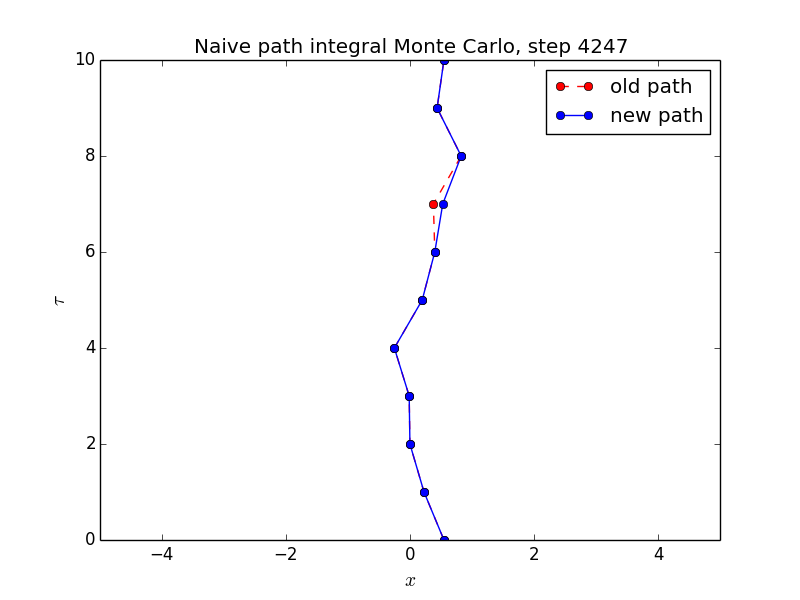 Naive path integral Monte Carlo, step 4247
10
8
6
4
2
0
τ
old path
new path
−4
−2
0
2
4
x